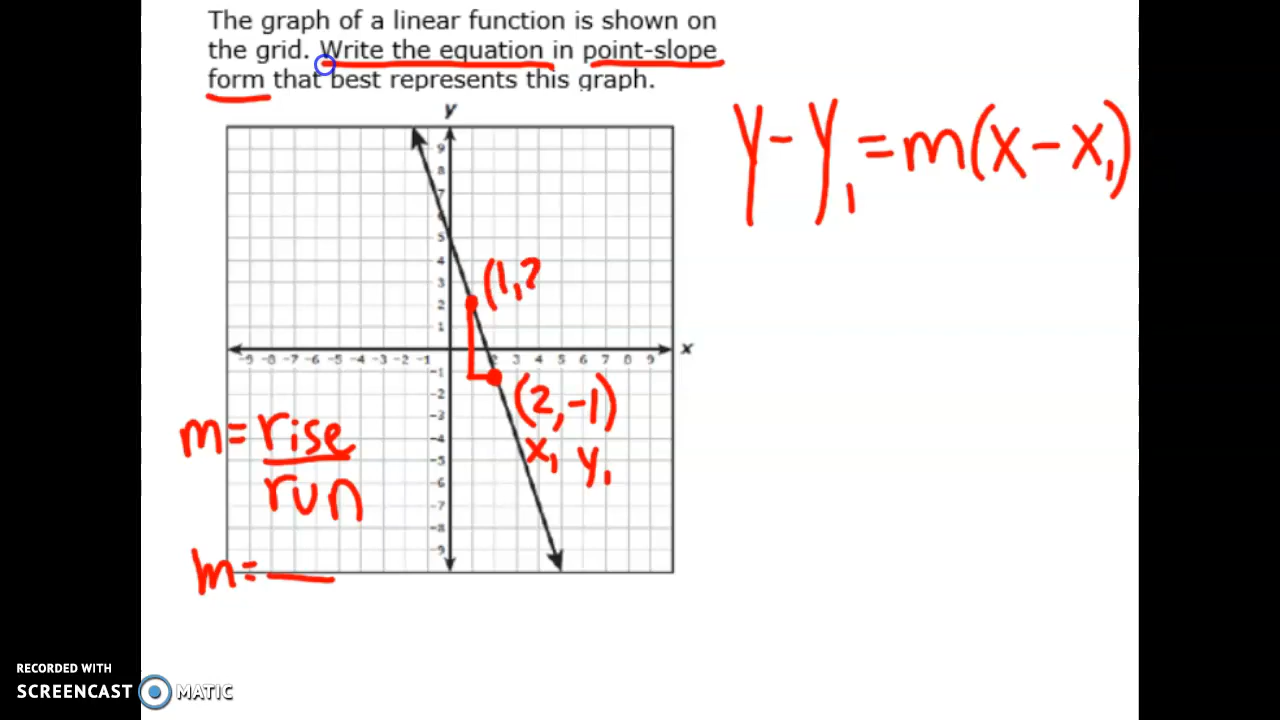 The graph of a linear function is shown on
the grid. Write the equation in point-slope
form that best represents this graph.
y
y - y₁ = m(x - x₁)
9
8
7
6
5
4
3
2
1
(1,2
-9 -8 -7 -6 -5 -4 -3 -2 -1 2 3 4 5 6 7 8 9 x
-1
-2
-3
-4
-5
-6
-7
-8
-9
(2, -1)
x₁ y₁
m = rise
run
m =
RECORDED WITH
SCREENCAST MATIC